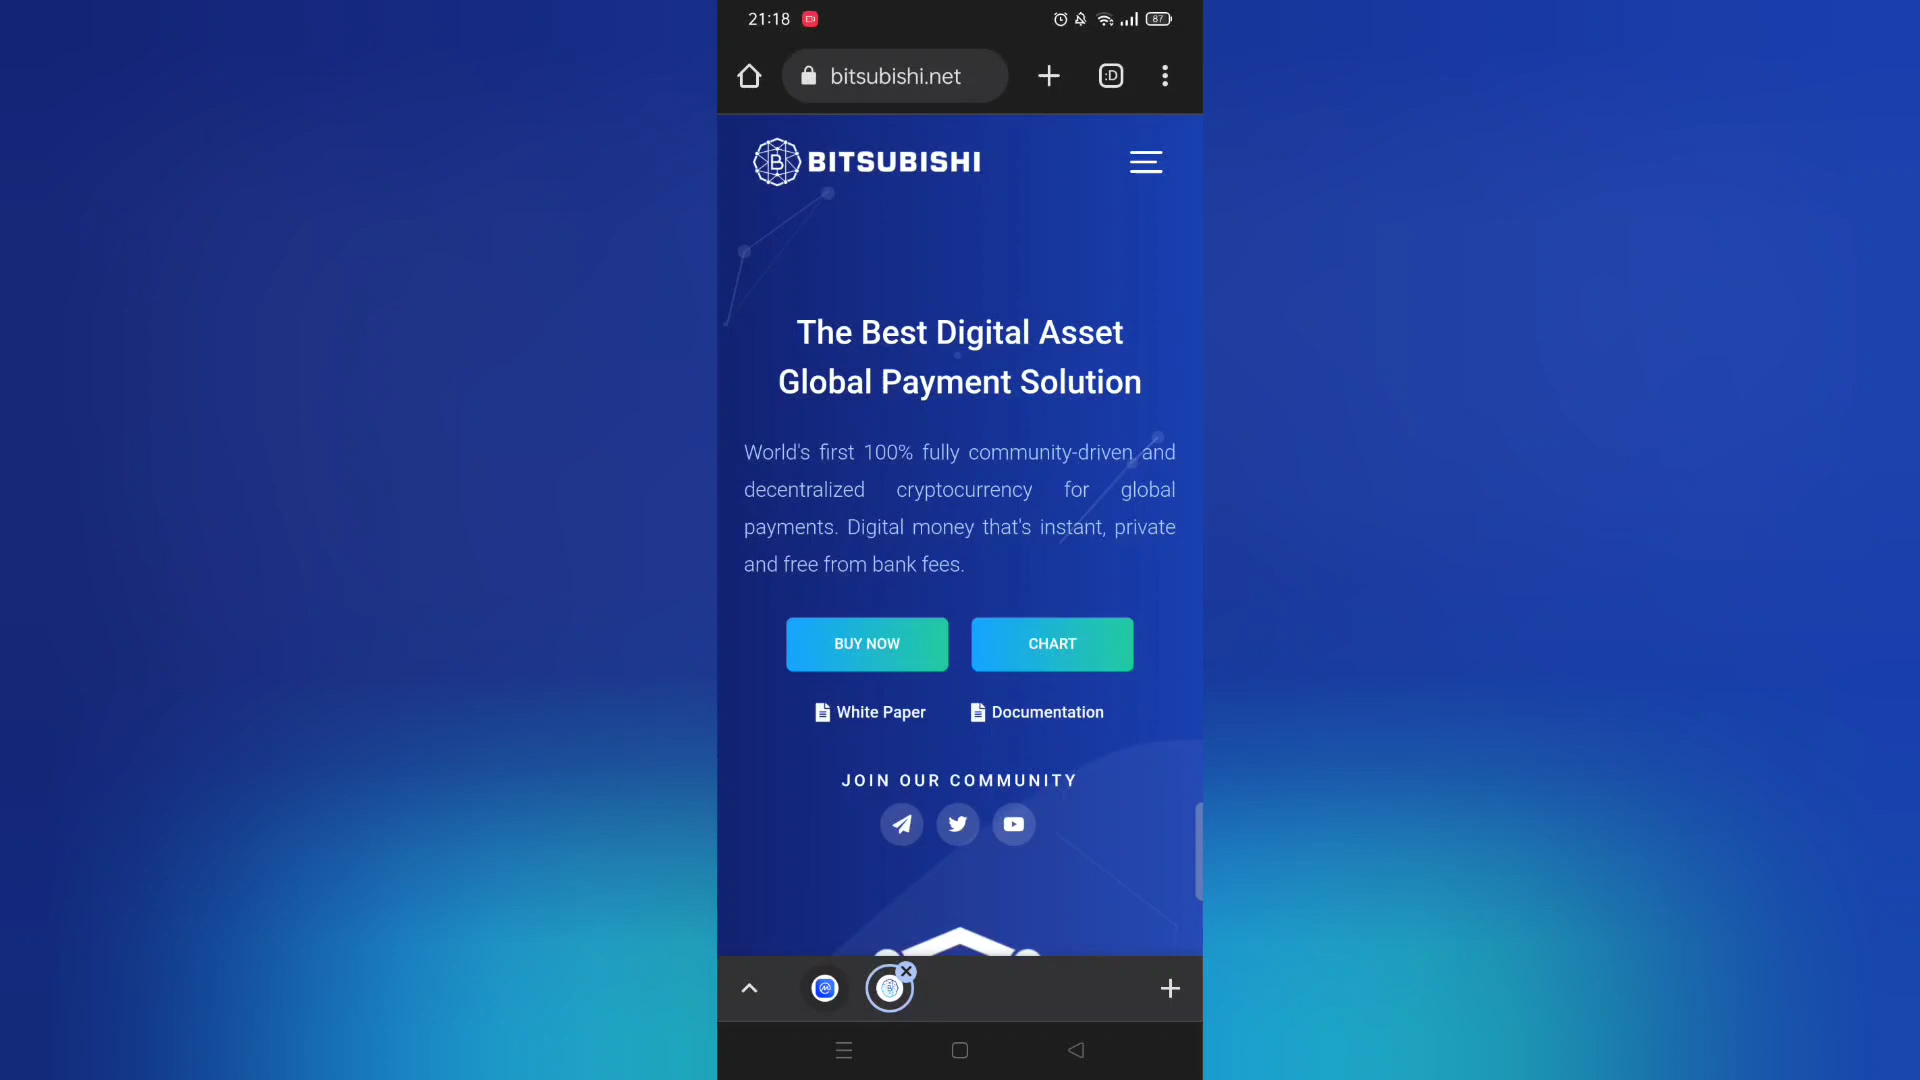 21:18
87
bitsubishi.net
:D
BITSUBISHI
The Best Digital Asset
Global Payment Solution
World's first 100% fully community-driven and
decentralized cryptocurrency for global
payments. Digital money that's instant, private
and free from bank fees.
BUY NOW
CHART
White Paper
Documentation
JOIN OUR COMMUNITY